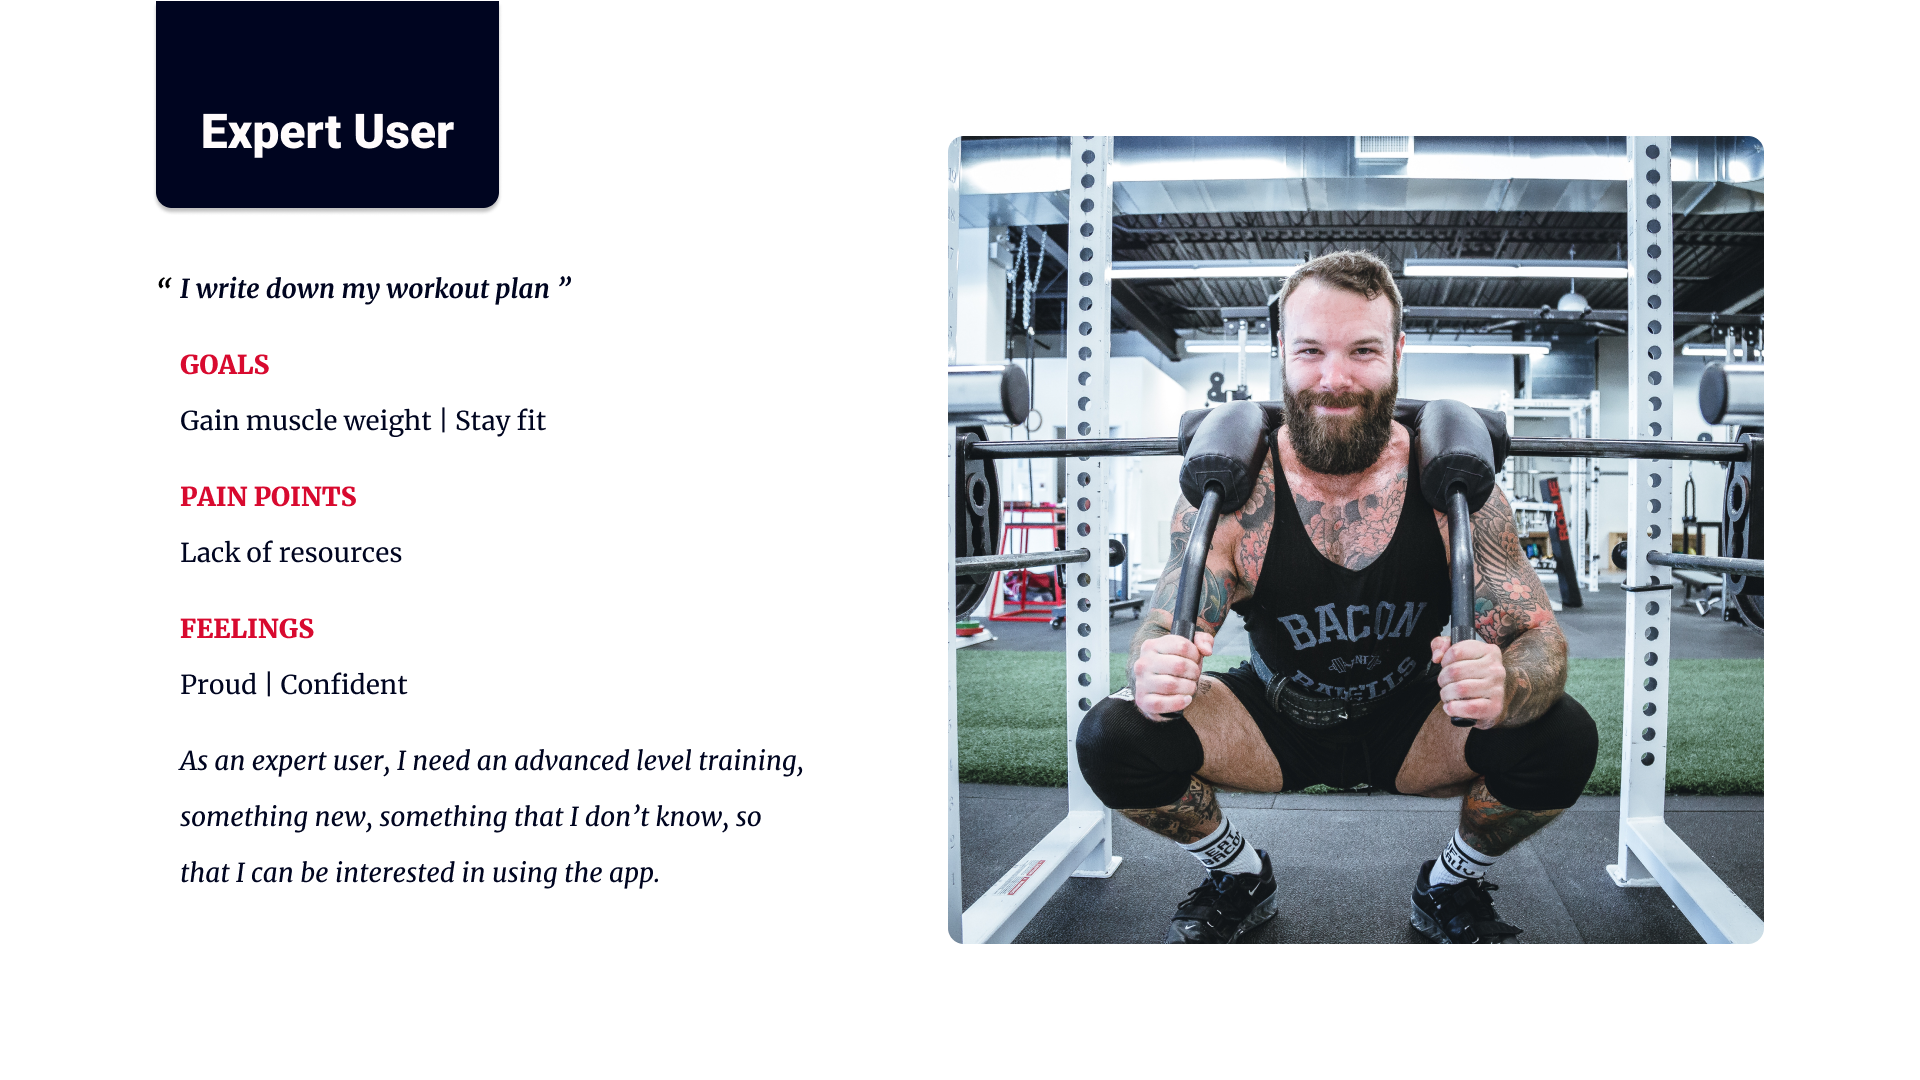 Expert User
“ I write down my workout plan ”
GOALS
Gain muscle weight | Stay fit
PAIN POINTS
Lack of resources
FEELINGS
Proud | Confident
As an expert user, I need an advanced level training,
something new, something that I don’t know, so
that I can be interested in using the app.
BACON